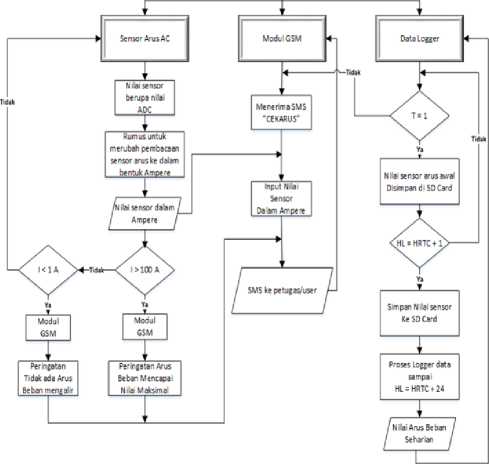 Sensor Arus AC
Modul GSM
Data Logger
Tidak
Tidak
Tidak
Nilai sensor
berupa nilai
ADC
Rumus untuk
merubah pembacaan
sensor arus ke dalam
bentuk Ampere
Nilai sensor dalam
Ampere
I < 1 A
Tidak
I > 100 A
Ya
Ya
Modul
GSM
Modul
GSM
Peringatan
Tidak ada Arus
Beban mengalir
Peringatan Arus
Beban Mencapai
Nilai Maksimal
Menerima SMS
"CEKARUS"
Input Nilai
Sensor
Dalam Ampere
SMS ke petugas/user
T = 1
Ya
Nilai sensor arus awal
Disimpan di SD Card
HL = HRTC + 1
Ya
Simpan Nilai sensor
Ke SD Card
Proses Logger data
sampai
HL = HRTC + 24
Nilai Arus Beban
Seharian